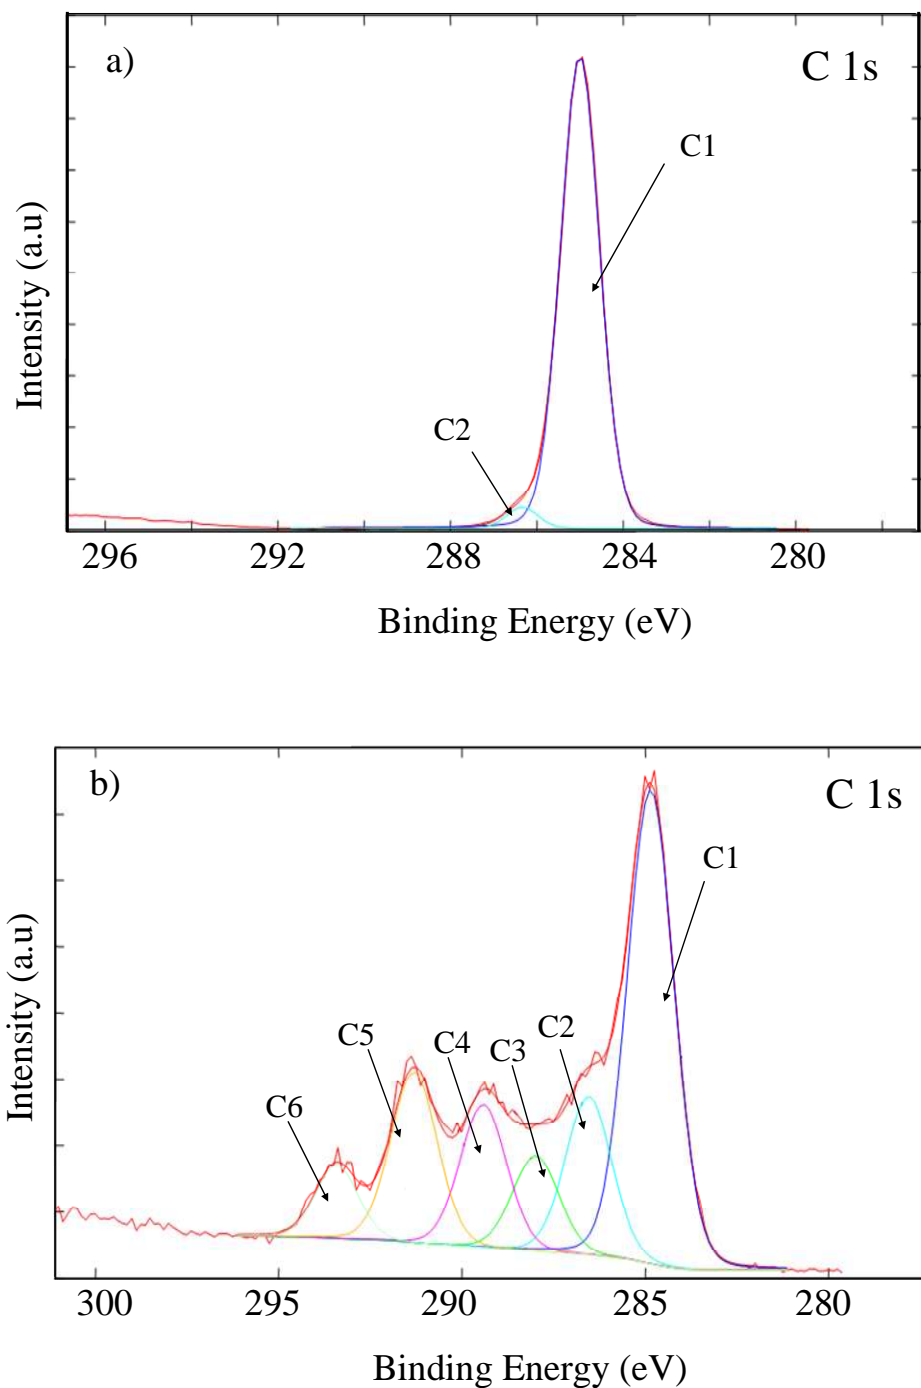 a)
C 1s
C1
C2
Intensity (a.u)
296 292 288 284 280
Binding Energy (eV)
b)
C 1s
C1
C2
C3
C4
C5
C6
Intensity (a.u)
300 295 290 285 280
Binding Energy (eV)